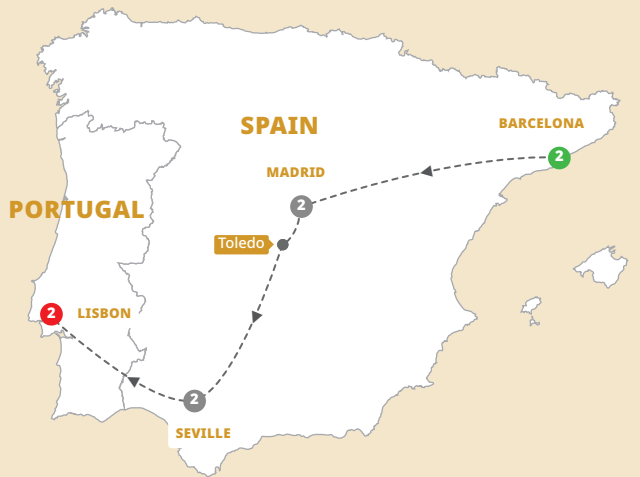 SPAIN
BARCELONA
2
MADRID
2
PORTUGAL
Toledo
2
LISBON
2
SEVILLE